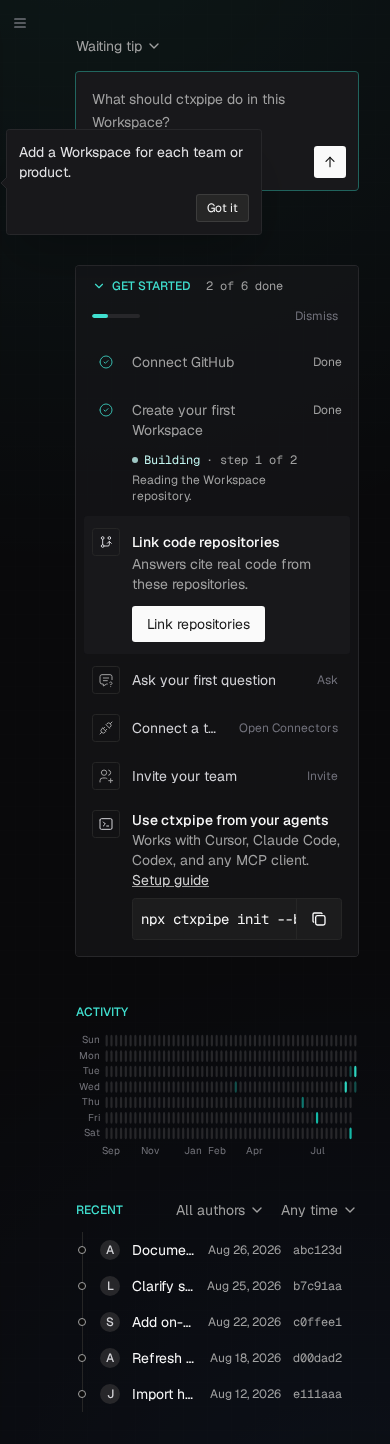 Waiting tip
What should ctxpipe do in this
Workspace?
Add a Workspace for each team or
product.
Got it
GET STARTED 2 of 6 done
Dismiss
Connect GitHub Done
Create your first Done
Workspace
Building · step 1 of 2
Reading the Workspace
repository.
Link code repositories
Answers cite real code from
these repositories.
Link repositories
Ask your first question Ask
Connect a t... Open Connectors
Invite your team Invite
Use ctxpipe from your agents
Works with Cursor, Claude Code,
Codex, and any MCP client.
Setup guide
npx ctxpipe init --b
ACTIVITY
Sun
Mon
Tue
Wed
Thu
Fri
Sat
Sep Nov Jan Feb Apr Jul
RECENT All authors Any time
A Docume... Aug 26, 2026 abc123d
L Clarify s... Aug 25, 2026 b7c91aa
S Add on-... Aug 22, 2026 c0ffee1
A Refresh ... Aug 18, 2026 d00dad2
J Import h... Aug 12, 2026 e111aaa